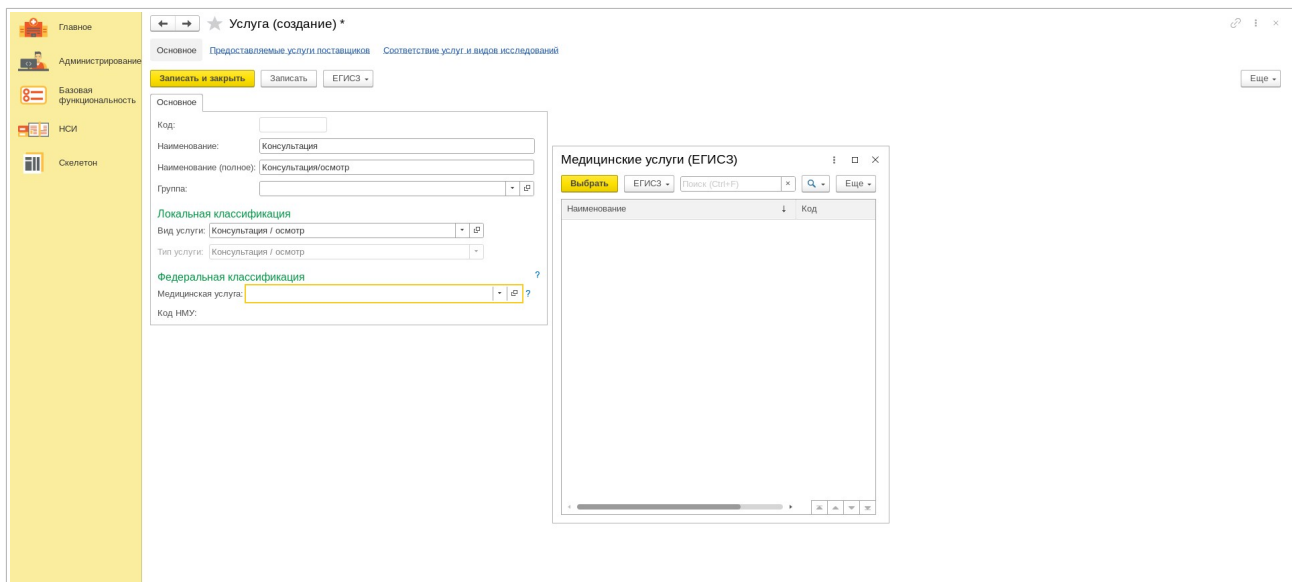 Главное
Администрирование
Базовая
функциональность
НСИ
Скелетон
Услуга (создание) *
Основное Предоставляемые услуги поставщиков Соответствие услуг и видов исследований
Записать и закрыть Записать ЕГИСЗ Еще
Основное
Код:
Наименование: Консультация
Наименование (полное): Консультация/осмотр
Группа:
Локальная классификация
Вид услуги: Консультация / осмотр
Тип услуги: Консультация / осмотр
Федеральная классификация ?
Медицинская услуга: ?
Код НМУ:
Медицинские услуги (ЕГИСЗ)
Выбрать ЕГИСЗ Поиск (Ctrl+F) × Еще
Наименование ↓ Код